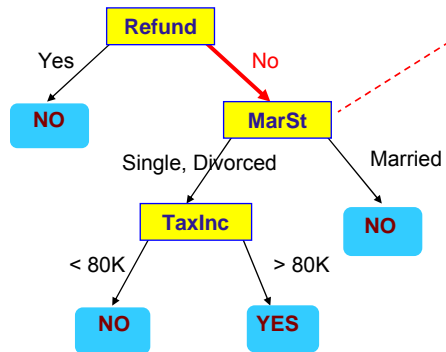 Refund
Yes
No
NO
MarSt
Single, Divorced
Married
TaxInc
NO
< 80K
> 80K
NO
YES